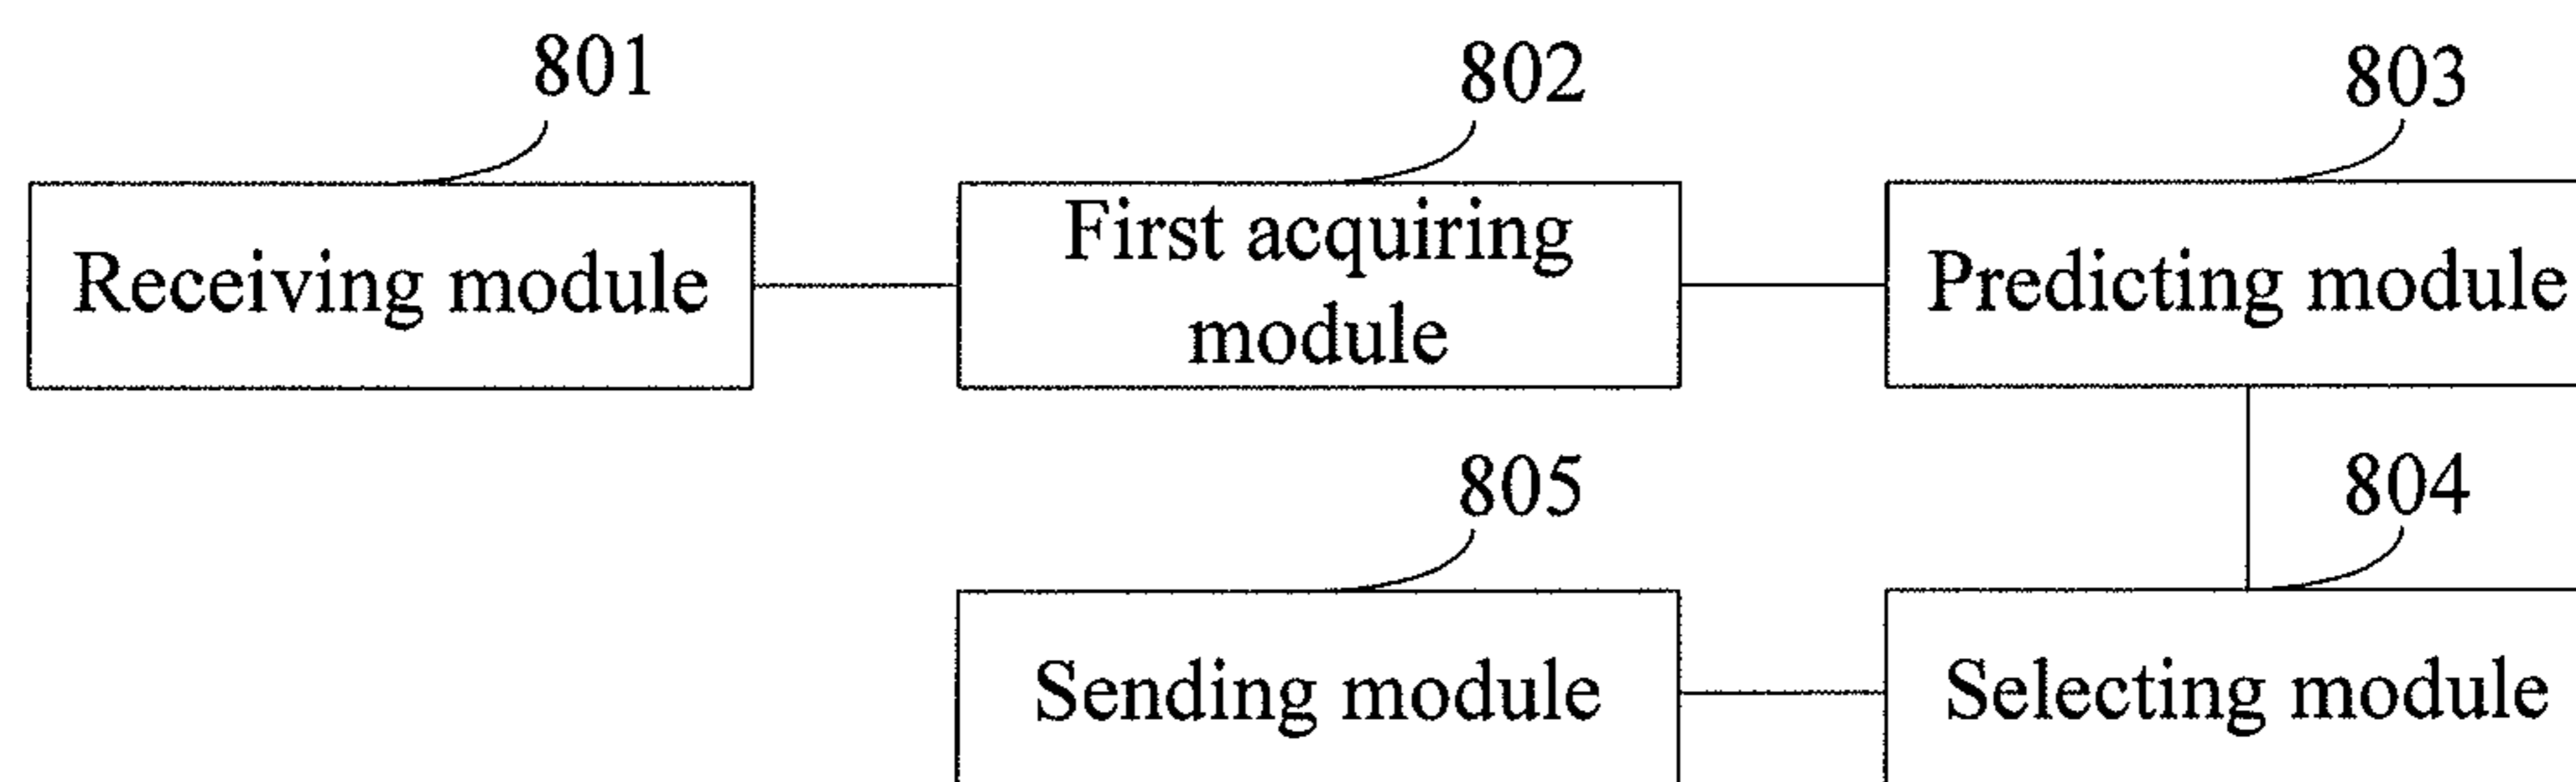 801
802
803
Receiving module
First acquiring
module
Predicting module
805
804
Sending module
Selecting module